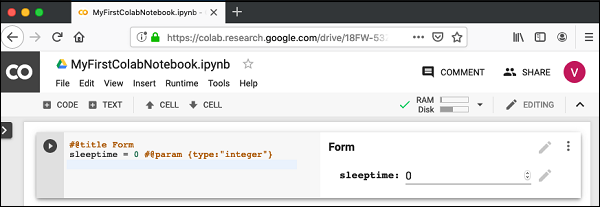 MyFirstColabNotebook.ipynb -
https://colab.research.google.com/drive/18FW-53
CO
MyFirstColabNotebook.ipynb
COMMENT
SHARE
V
File Edit View Insert Runtime Tools Help
CODE TEXT CELL CELL
RAM
Disk
EDITING
#@title Form
sleeptime = 0 #@param {type:"integer"}
Form
sleeptime: 0